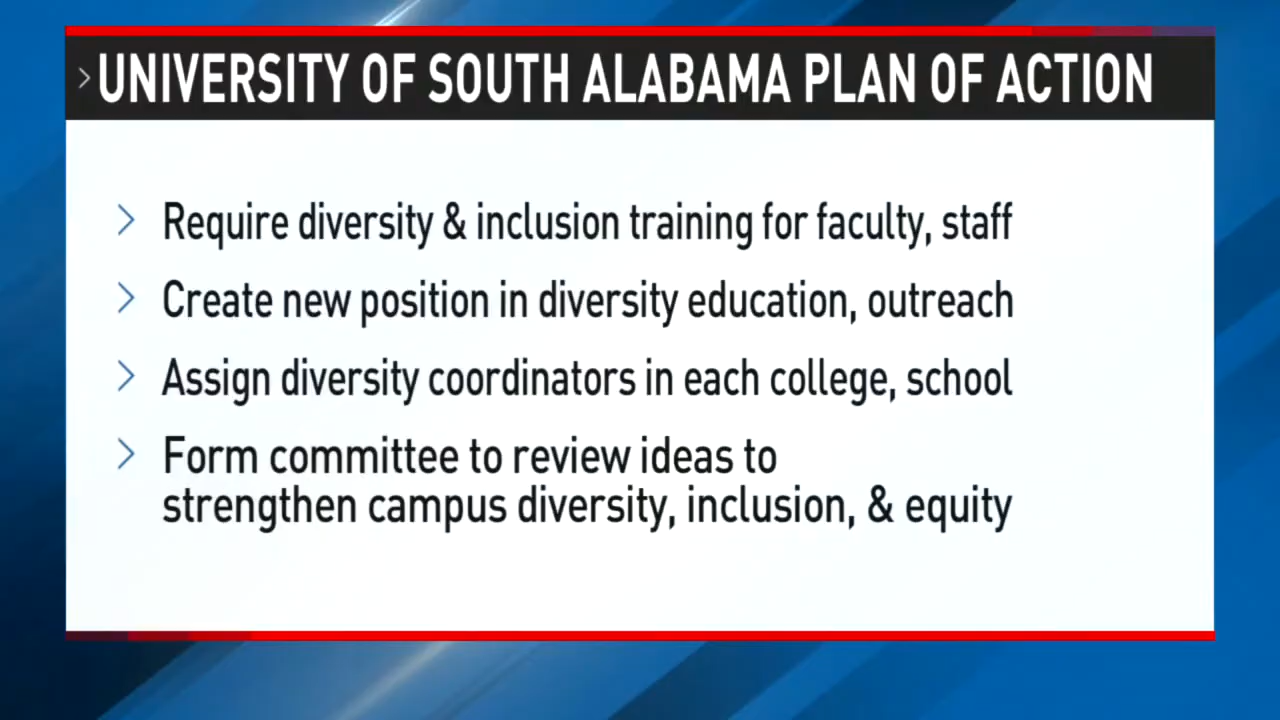 UNIVERSITY OF SOUTH ALABAMA PLAN OF ACTION
Require diversity & inclusion training for faculty, staff
Create new position in diversity education, outreach
Assign diversity coordinators in each college, school
Form committee to review ideas to
strengthen campus diversity, inclusion, & equity